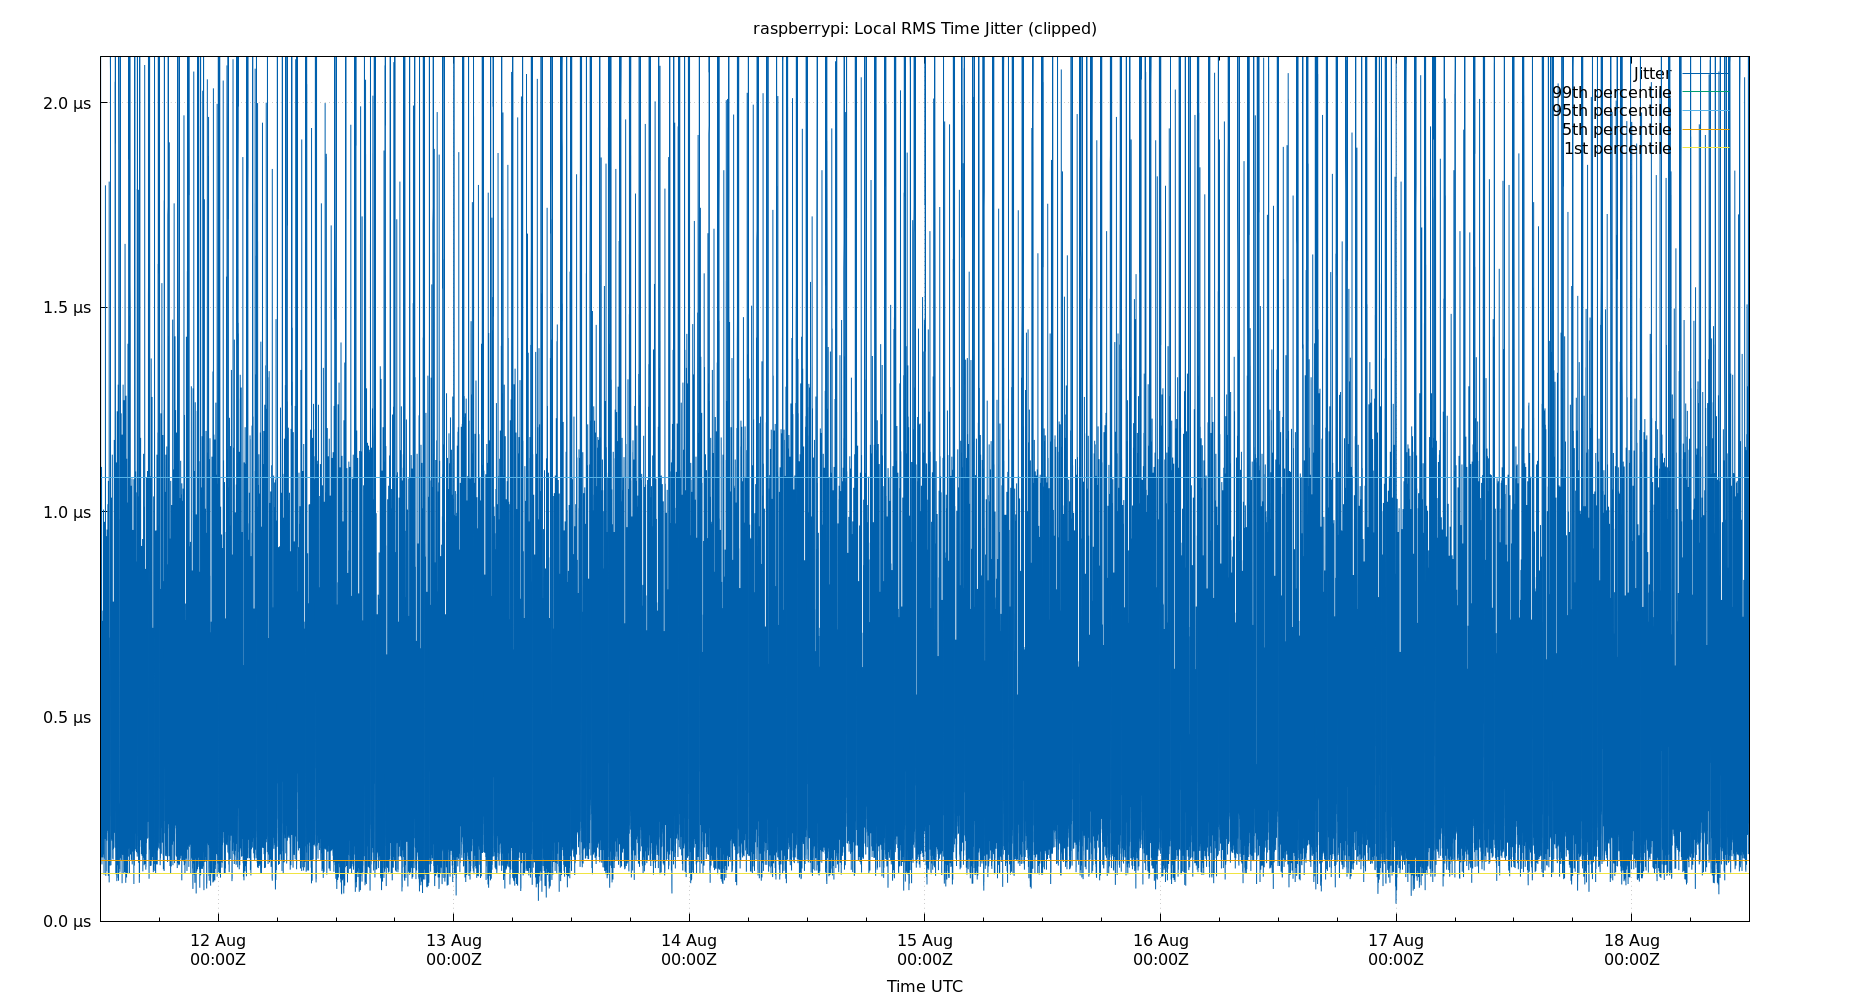 raspberrypi: Local RMS Time Jitter (clipped)
Jitter
99th percentile
95th percentile
5th percentile
1st percentile
2.0 μs
1.5 μs
1.0 μs
0.5 μs
0.0 μs
12 Aug 13 Aug 14 Aug 15 Aug 16 Aug 17 Aug 18 Aug
00:00Z 00:00Z 00:00Z 00:00Z 00:00Z 00:00Z 00:00Z
Time UTC